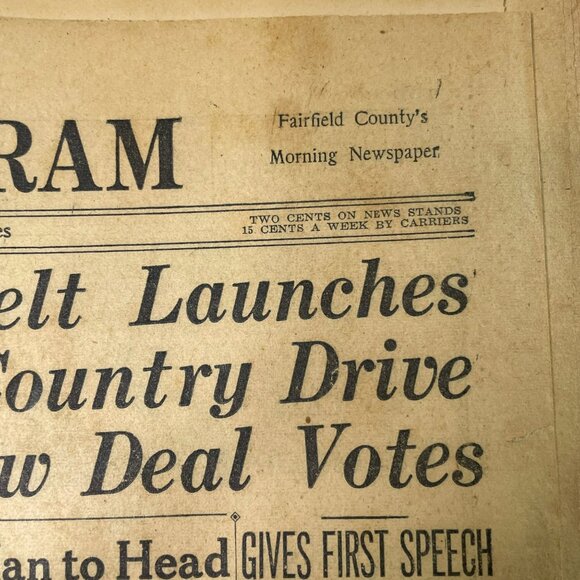 RAM
Fairfield County's
Morning Newspaper
es
TWO CENTS ON NEWS STANDS
15 CENTS A WEEK BY CARRIERS
elt Launches
Country Drive
w Deal Votes
an to Head
GIVES FIRST SPEECH